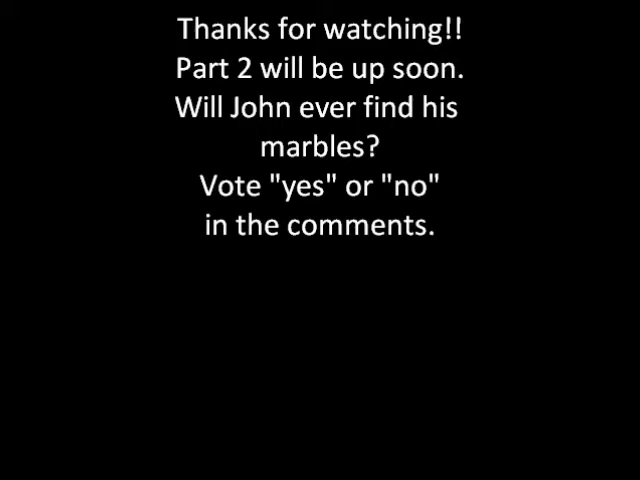 Thanks for watching!!
Part 2 will be up soon.
Will John ever find his
marbles?
Vote "yes" or "no"
in the comments.